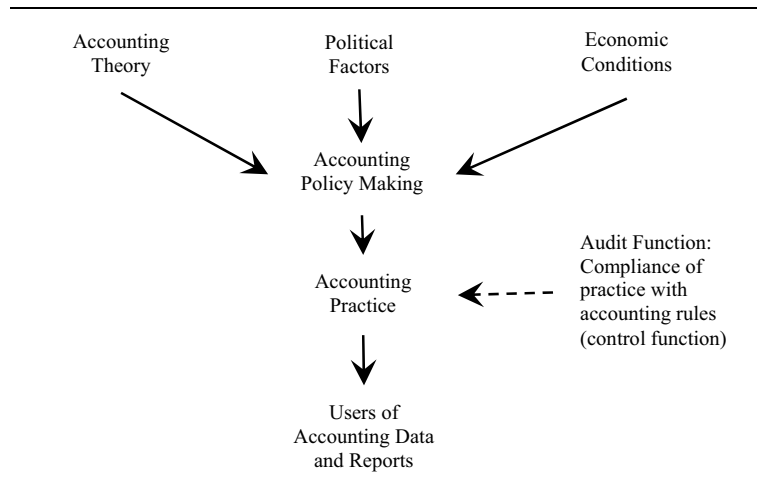 Accounting
Theory
Political
Factors
Economic
Conditions
Accounting
Policy Making
Audit Function:
Compliance of
practice with
accounting rules
(control function)
Accounting
Practice
Users of
Accounting Data
and Reports